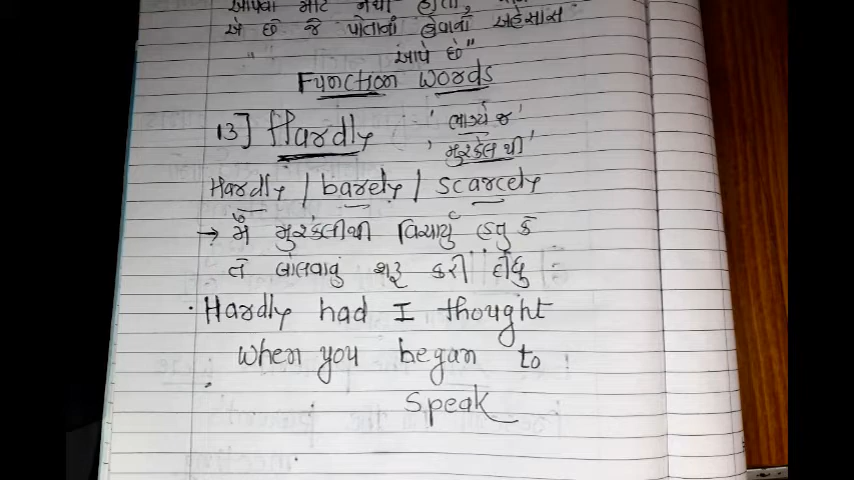 આપવા માટે નથી હોતા,
એ છે જે પોતાના હોવાનો અહેસાસ
આપે છે"
Function words
13] Hardly 'ભાગ્યે જ'
'મુશ્કેલથી'
Hardly / barely / scarcely
→ મેં મુશ્કેલીથી વિચાર્યું હતુ કે
તે બોલવાનું શરૂ કરી દીધુ
· Hardly had I thought
when you began to
speak